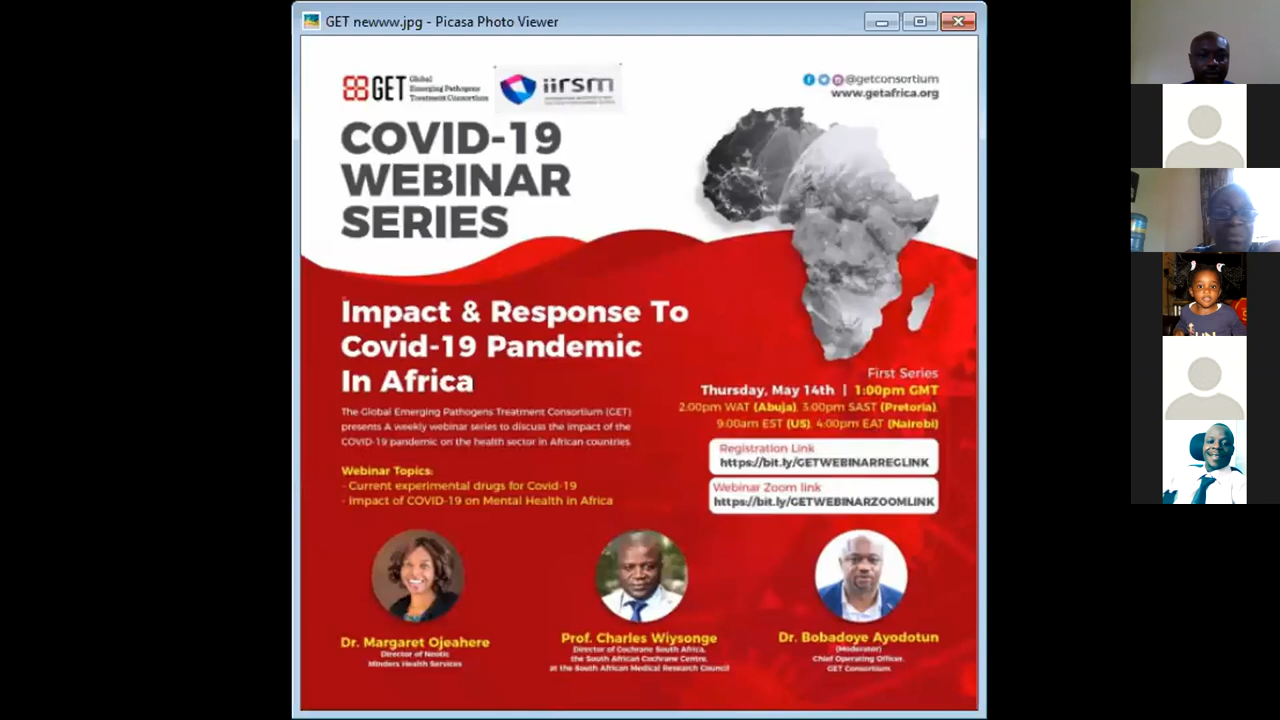 GET newww.jpg - Picasa Photo Viewer
GET Global
Emerging Pathogens
Treatment Consortium
iirsm
@getconsortium
www.getafrica.org
COVID-19
WEBINAR
SERIES
Impact & Response To
Covid-19 Pandemic
In Africa
The Global Emerging Pathogens Treatment Consortium (GET)
presents A weekly webinar series to discuss the impact of the
COVID-19 pandemic on the health sector in African countries.
Webinar Topics:
- Current experimental drugs for Covid-19
- Impact of COVID-19 on Mental Health in Africa
First Series
Thursday, May 14th | 1:00pm GMT
2:00pm WAT (Abuja), 3:00pm SAST (Pretoria),
9:00am EST (US), 4:00pm EAT (Nairobi)
Registration Link
https://bit.ly/GETWEBINARREGLINK
Webinar Zoom link
https://bit.ly/GETWEBINARZOOMLINK
Dr. Margaret Ojeahere
Director of Neotic
Minders Health Services
Prof. Charles Wiysonge
Director of Cochrane South Africa,
the South African Cochrane Centre,
at the South African Medical Research Council
Dr. Bobadoye Ayodotun
(Moderator)
Chief Operating Officer,
GET Consortium